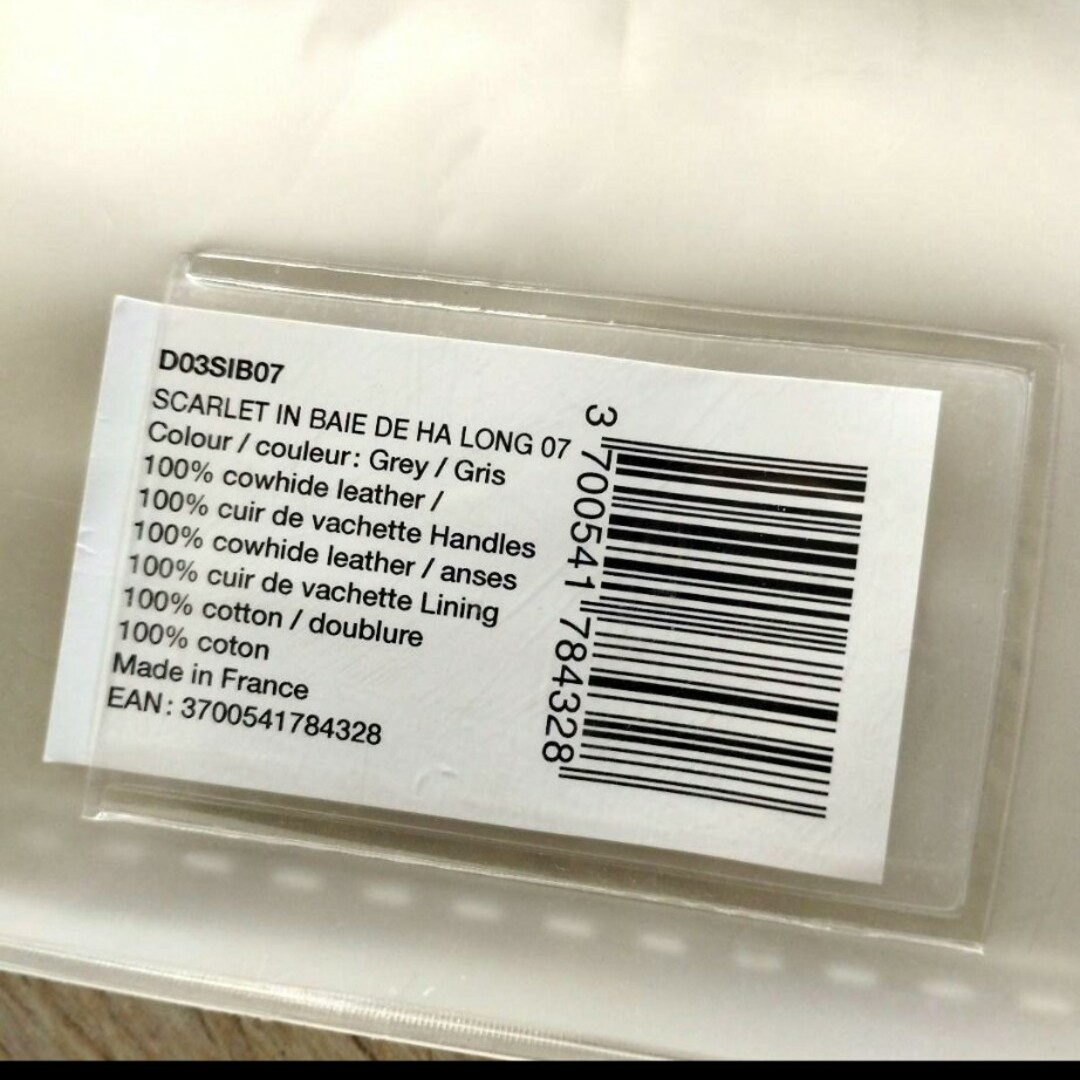 D03SIB07
SCARLET IN BAIE DE HA LONG 07
Colour / couleur: Grey / Gris
100% cowhide leather /
100% cuir de vachette Handles
100% cowhide leather / anses
100% cuir de vachette Lining
100% cotton / doublure
100% coton
Made in France
EAN: 3700541784328
3 700541 784328